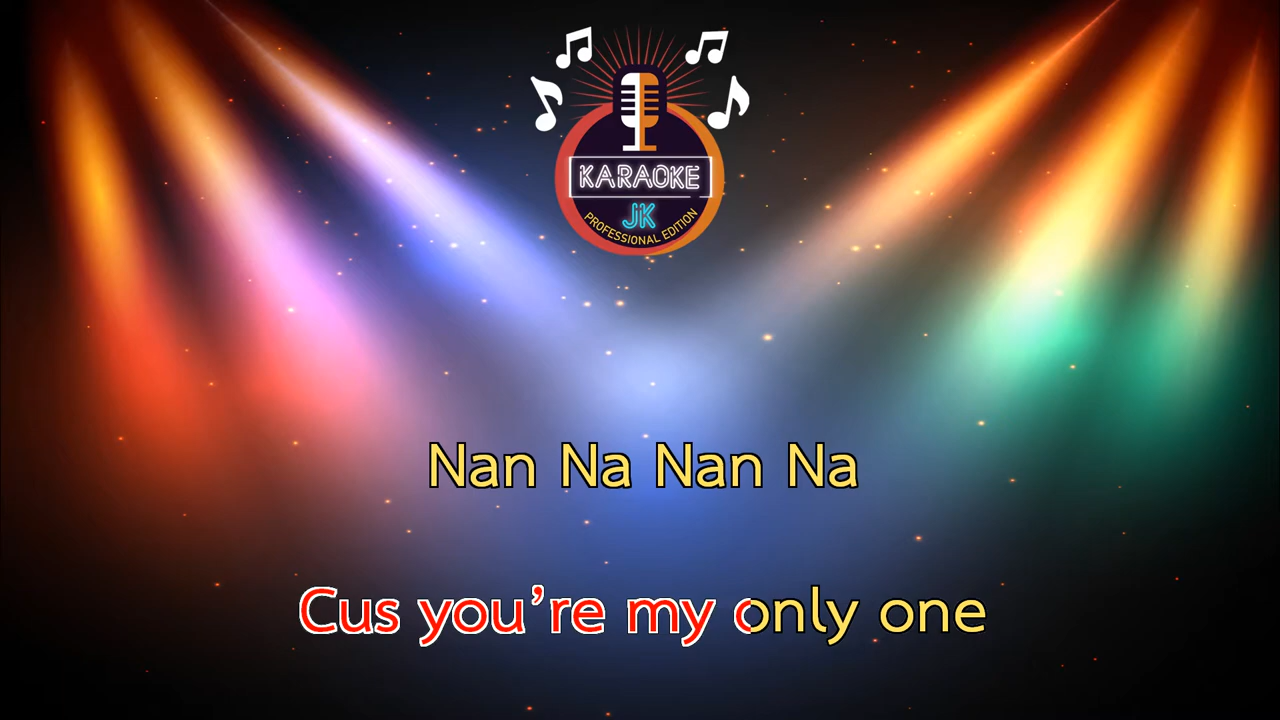 KARAOKE
JK
PROFESSIONAL EDITION
Nan Na Nan Na
Cus you’re my only one